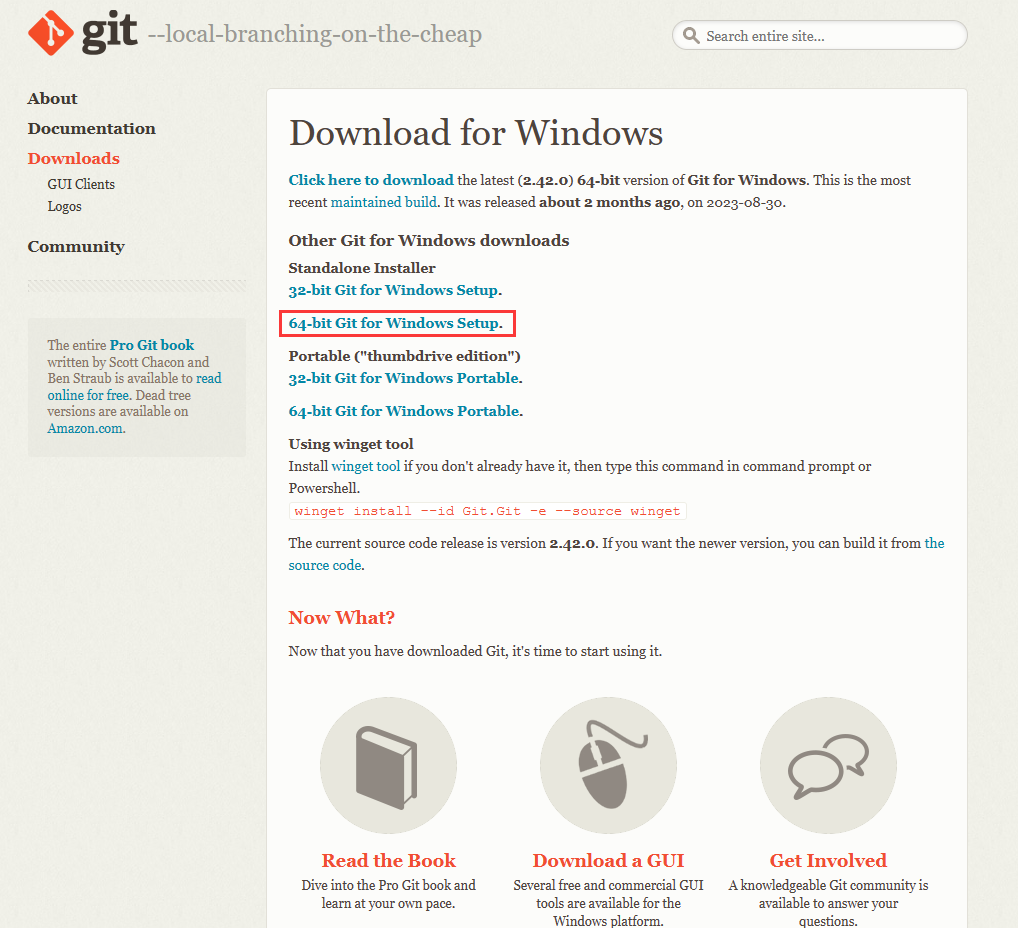 git --local-branching-on-the-cheap
Search entire site...
About
Documentation
Downloads
GUI Clients
Logos
Community
The entire Pro Git book
written by Scott Chacon and
Ben Straub is available to read
online for free. Dead tree
versions are available on
Amazon.com.
Download for Windows
Click here to download the latest (2.42.0) 64-bit version of Git for Windows. This is the most
recent maintained build. It was released about 2 months ago, on 2023-08-30.
Other Git for Windows downloads
Standalone Installer
32-bit Git for Windows Setup.
64-bit Git for Windows Setup.
Portable ("thumbdrive edition")
32-bit Git for Windows Portable.
64-bit Git for Windows Portable.
Using winget tool
Install winget tool if you don't already have it, then type this command in command prompt or
Powershell.
winget install --id Git.Git -e --source winget
The current source code release is version 2.42.0. If you want the newer version, you can build it from the
source code.
Now What?
Now that you have downloaded Git, it's time to start using it.
Read the Book
Dive into the Pro Git book and
learn at your own pace.
Download a GUI
Several free and commercial GUI
tools are available for the
Windows platform.
Get Involved
A knowledgeable Git community is
available to answer your
questions.